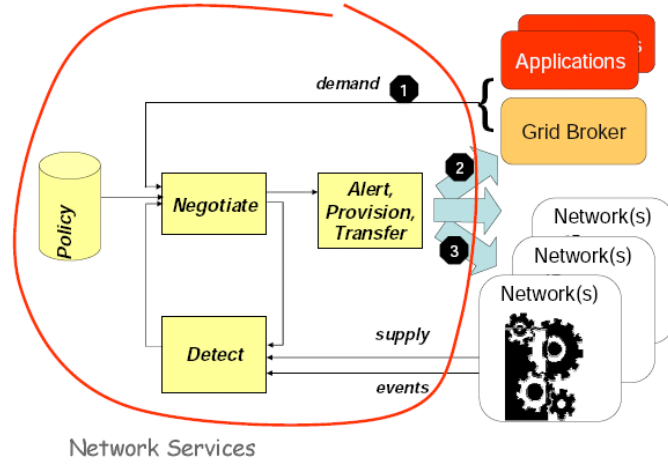 s
Applications
demand
1
Grid Broker
2
Policy
Negotiate
Alert,
Provision,
Transfer
3
Network(s)
Network(s)
Network(s)
Detect
supply
events
Network Services